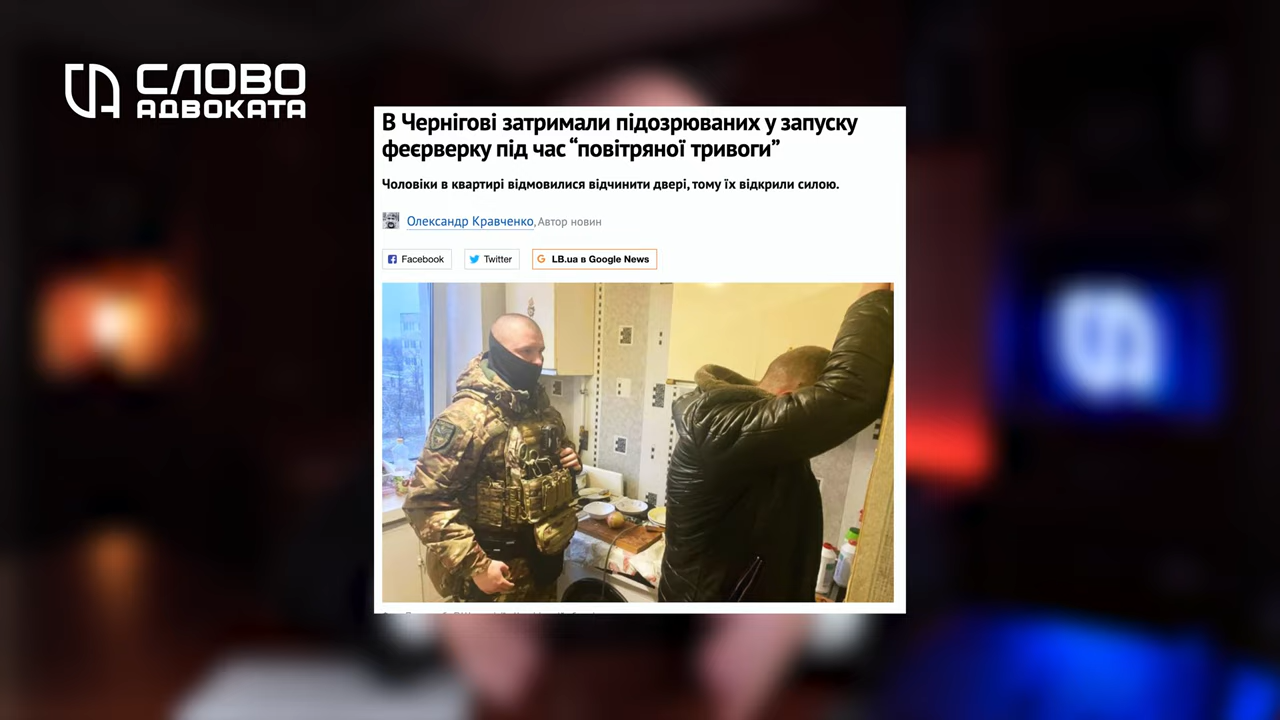 СЛОВО
АДВОКАТА
В Чернігові затримали підозрюваних у запуску
феєрверку під час “повітряної тривоги”
Чоловіки в квартирі відмовилися відчинити двері, тому їх відкрили силою.
Олександр Кравченко, Автор новин
Facebook
Twitter
LB.ua в Google News